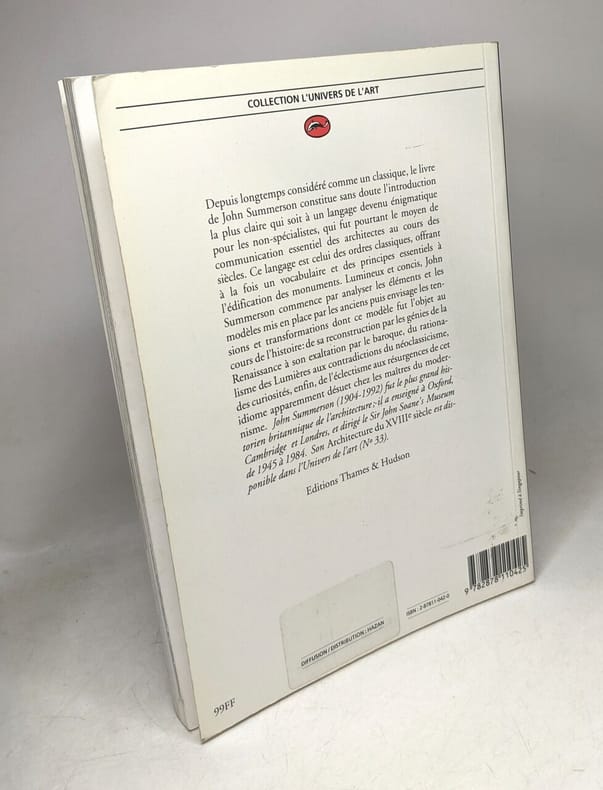 COLLECTION L'UNIVERS DE L'ART
Depuis longtemps considéré comme un classique, le livre
de John Summerson constitue sans doute l'introduction
la plus claire qui soit à un langage devenu énigmatique
pour les non-spécialistes, qui fut pourtant le moyen de
communication essentiel des architectes au cours des
siècles. Ce langage est celui des ordres classiques, offrant
à la fois un vocabulaire et des principes essentiels à
l'édification des monuments. Lumineux et concis, John
Summerson commence par analyser les éléments et les
modèles mis en place par les anciens puis envisage les ten-
sions et transformations dont ce modèle fut l'objet au
cours de l'histoire: de sa reconstruction par les génies de la
Renaissance à son exaltation par le baroque, du rationa-
lisme des Lumières aux contradictions du néoclassicisme,
des curiosités, enfin, de l'éclectisme aux résurgences de cet
idiome apparemment désuet chez les maîtres du moder-
nisme. John Summerson (1904-1992) fut le plus grand his-
torien britannique de l'architecture; il a enseigné à Oxford,
Cambridge et Londres, et dirigé le Sir John Soane's Museum
de 1945 à 1984. Son Architecture du XVIIIe siècle est dis-
ponible dans l'Univers de l'art (N° 33).
Editions Thames & Hudson
Imprimé à Singapour
9 782878 110425
ISBN : 2-87811-042-0
DIFFUSION / DISTRIBUTION : HAZAN
99FF